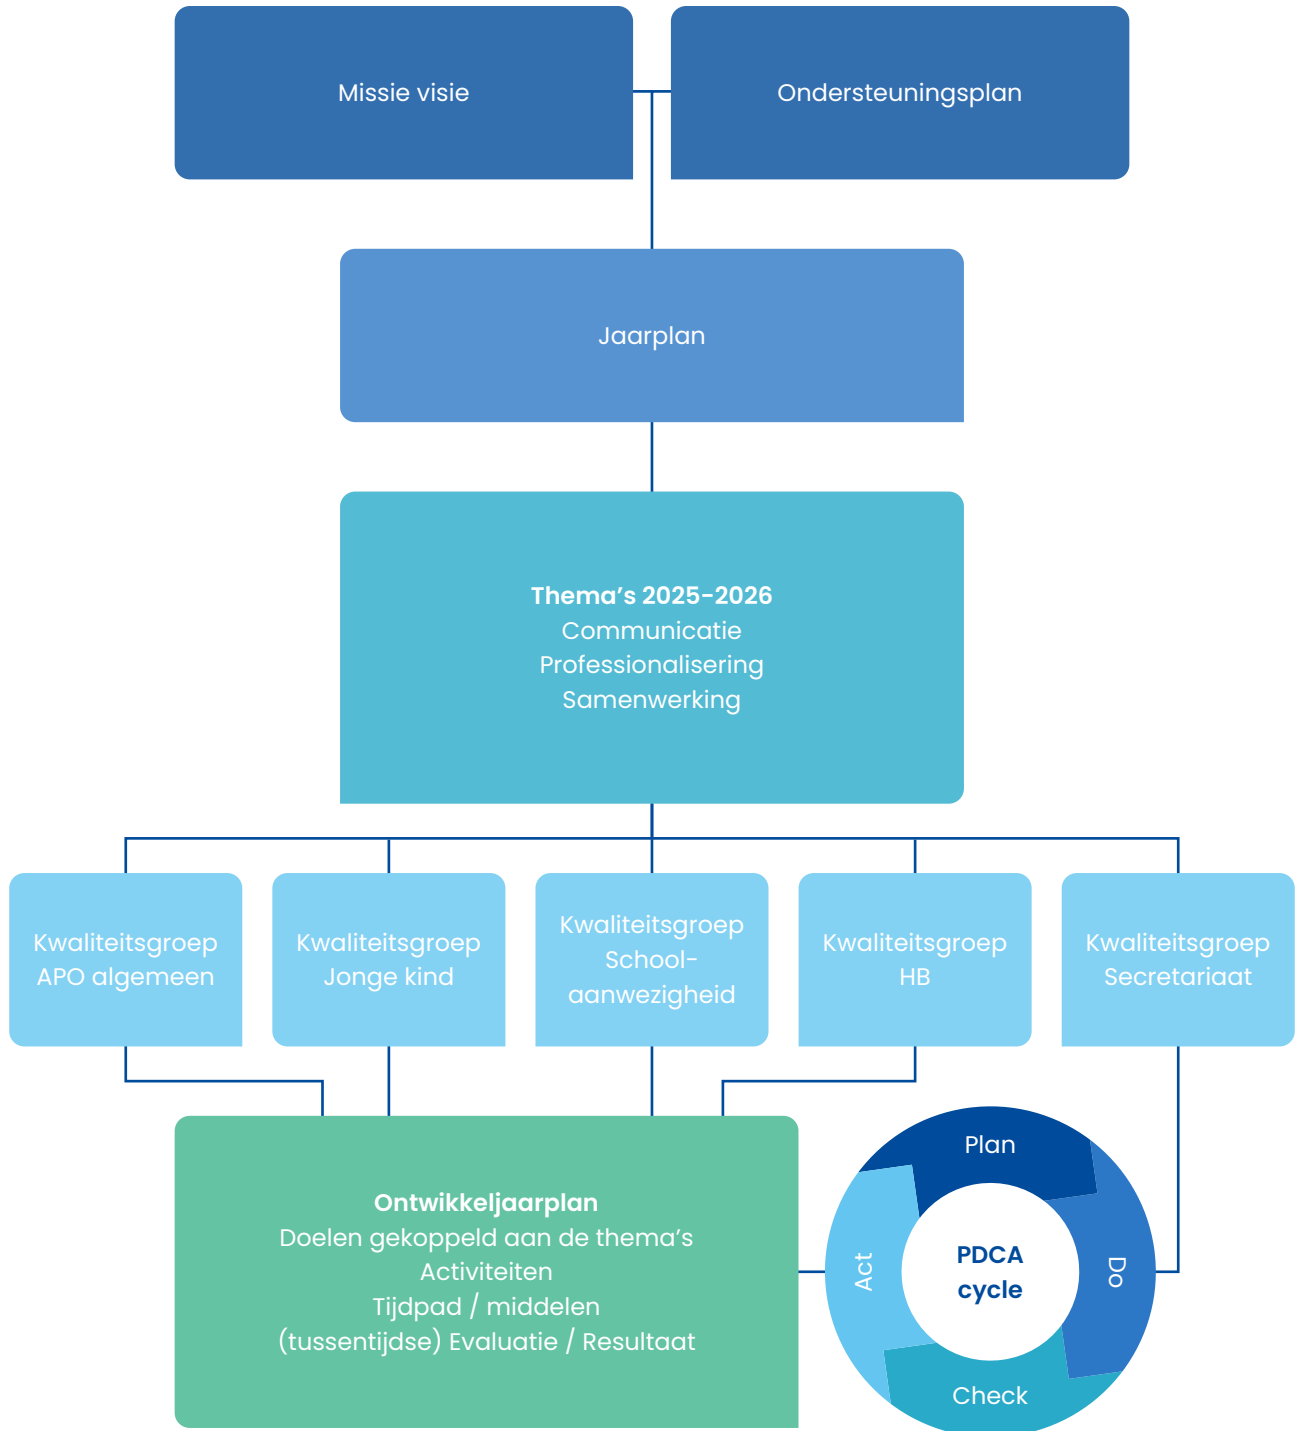 Missie visie
Ondersteuningsplan
Jaarplan
Thema’s 2025-2026
Communicatie
Professionalisering
Samenwerking
Kwaliteitsgroep
APO algemeen
Kwaliteitsgroep
Jonge kind
Kwaliteitsgroep
School-
aanwezigheid
Kwaliteitsgroep
HB
Kwaliteitsgroep
Secretariaat
Ontwikkeljaarplan
Doelen gekoppeld aan de thema’s
Activiteiten
Tijdpad / middelen
(tussentijdse) Evaluatie / Resultaat
Plan
Do
Check
Act
PDCA
cycle